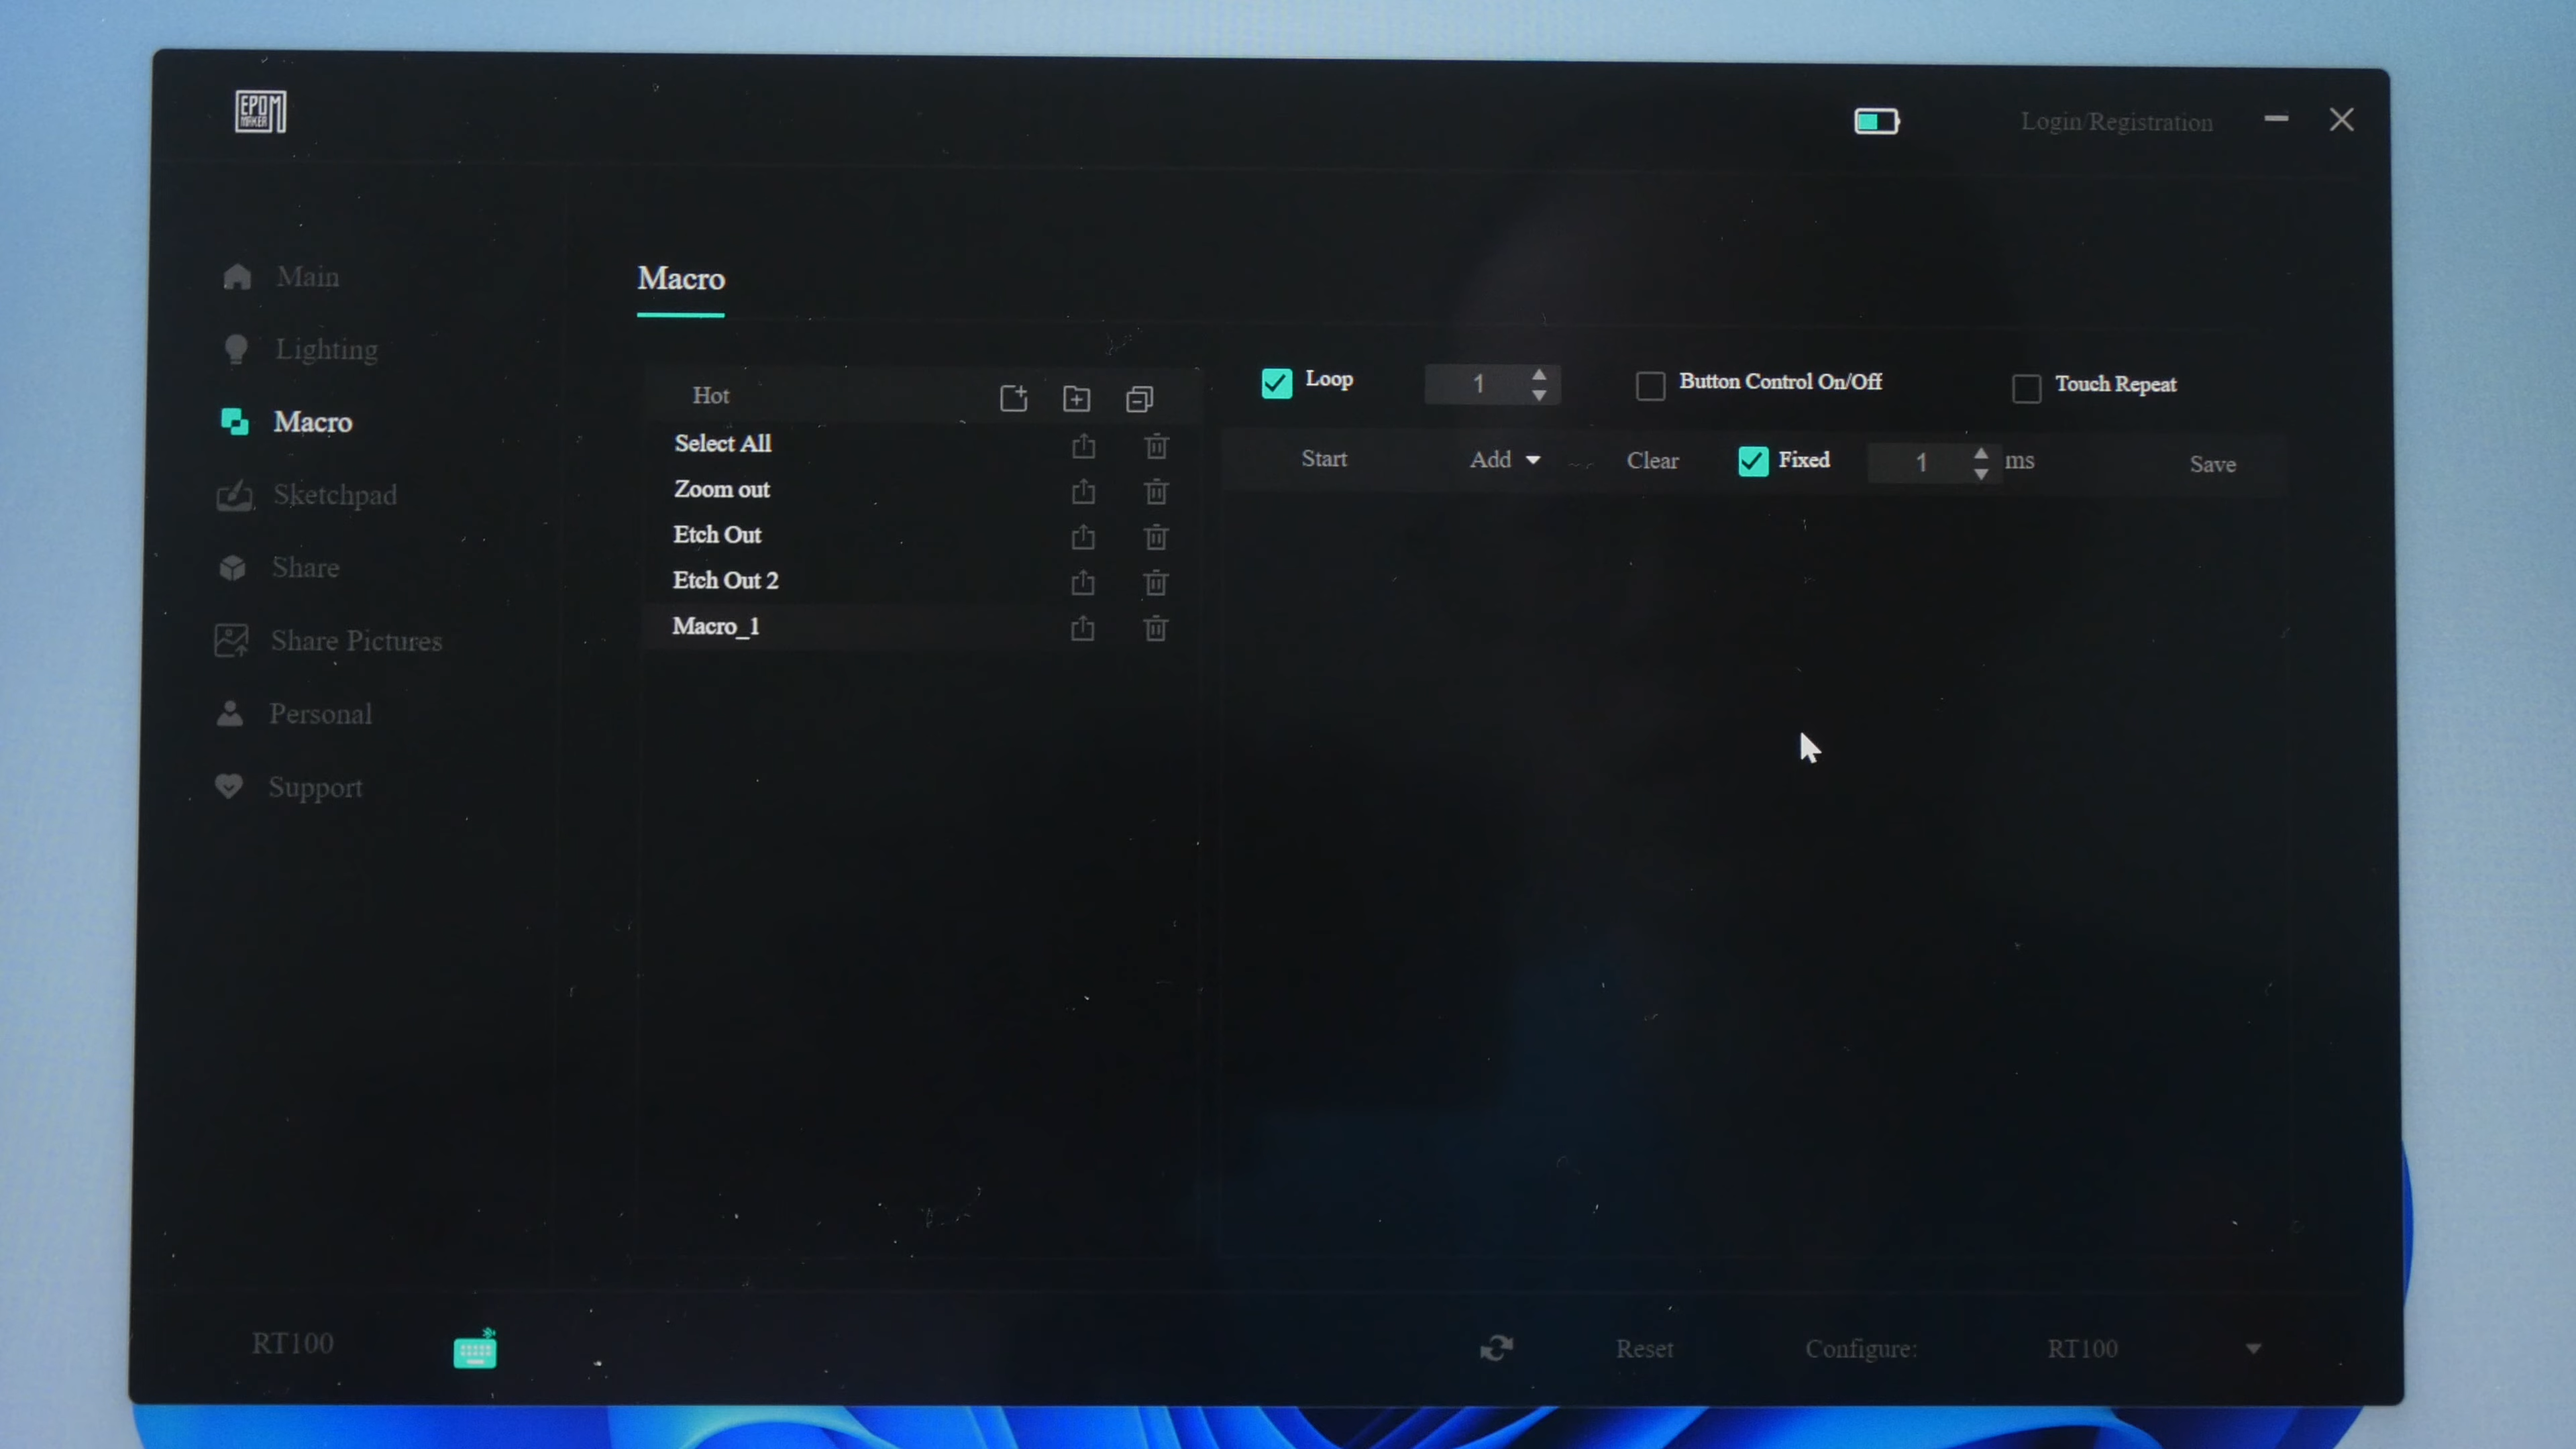 EPOM
MAKER
Login/Registration
Main
Lighting
Macro
Sketchpad
Share
Share Pictures
Personal
Support
Macro
Hot
Select All
Zoom out
Etch Out
Etch Out 2
Macro_1
Loop 1 Button Control On/Off Touch Repeat
Start Add Clear Fixed 1 ms Save
RT100 Reset Configure: RT100